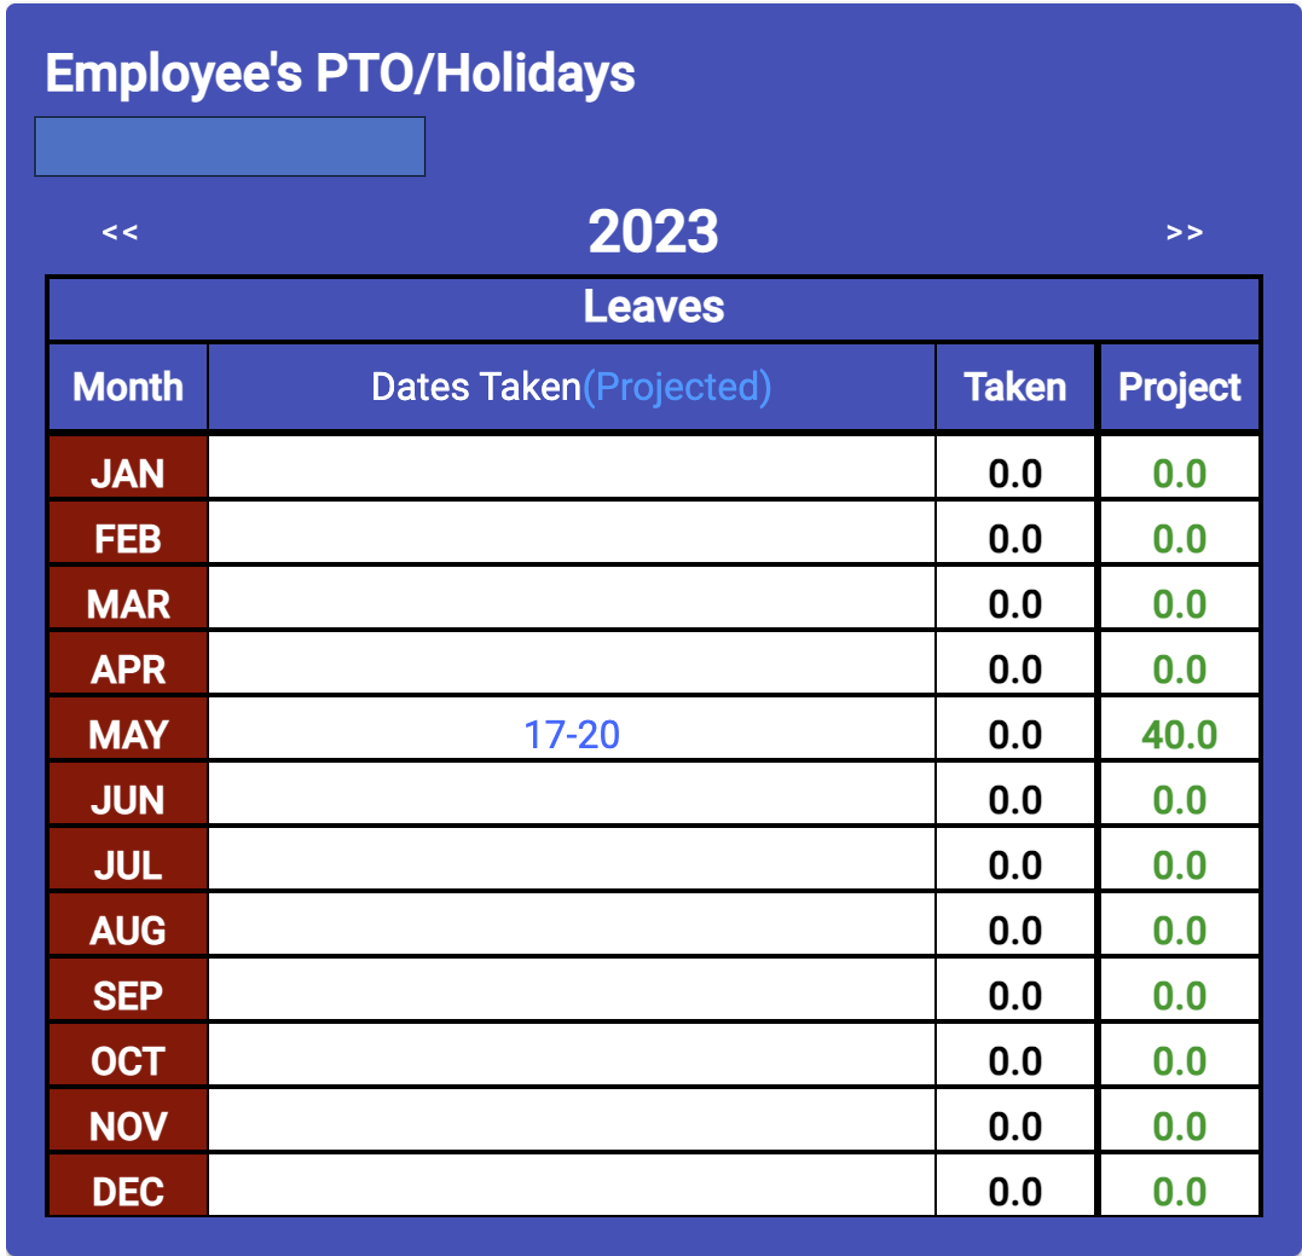 Employee's PTO/Holidays
<< 2023 >>
Leaves
Month Dates Taken(Projected) Taken Project
JAN 0.0 0.0
FEB 0.0 0.0
MAR 0.0 0.0
APR 0.0 0.0
MAY 17-20 0.0 40.0
JUN 0.0 0.0
JUL 0.0 0.0
AUG 0.0 0.0
SEP 0.0 0.0
OCT 0.0 0.0
NOV 0.0 0.0
DEC 0.0 0.0